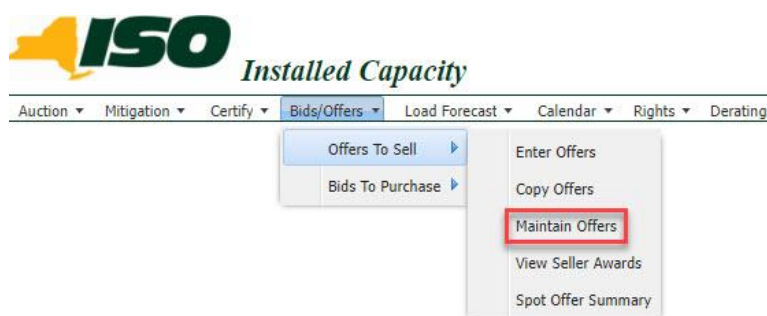 ISO
Installed Capacity
Auction Mitigation Certify Bids/Offers Load Forecast Calendar Rights Derating
Offers To Sell
Bids To Purchase
Enter Offers
Copy Offers
Maintain Offers
View Seller Awards
Spot Offer Summary